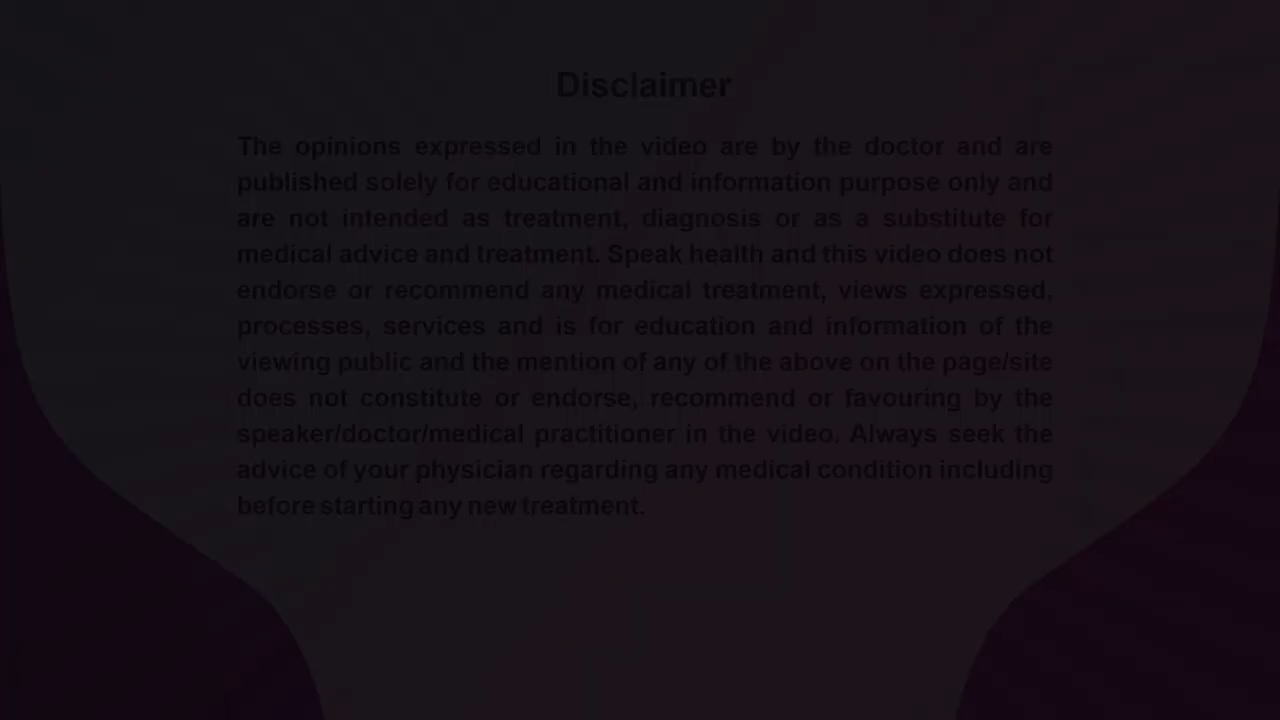 Disclaimer
The opinions expressed in the video are by the doctor and are
published solely for educational and information purpose only and
are not intended as treatment, diagnosis or as a substitute for
medical advice and treatment. Speak health and this video does not
endorse or recommend any medical treatment, views expressed,
processes, services and is for education and information of the
viewing public and the mention of any of the above on the page/site
does not constitute or endorse, recommend or favouring by the
speaker/doctor/medical practitioner in the video. Always seek the
advice of your physician regarding any medical condition including
before starting any new treatment.